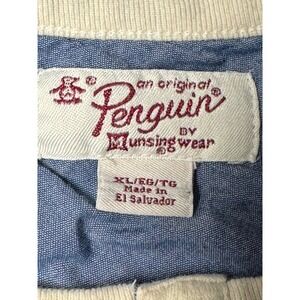 an original
Penguin®
BY
Munsingwear®
XL/EG/TG
Made in
El Salvador